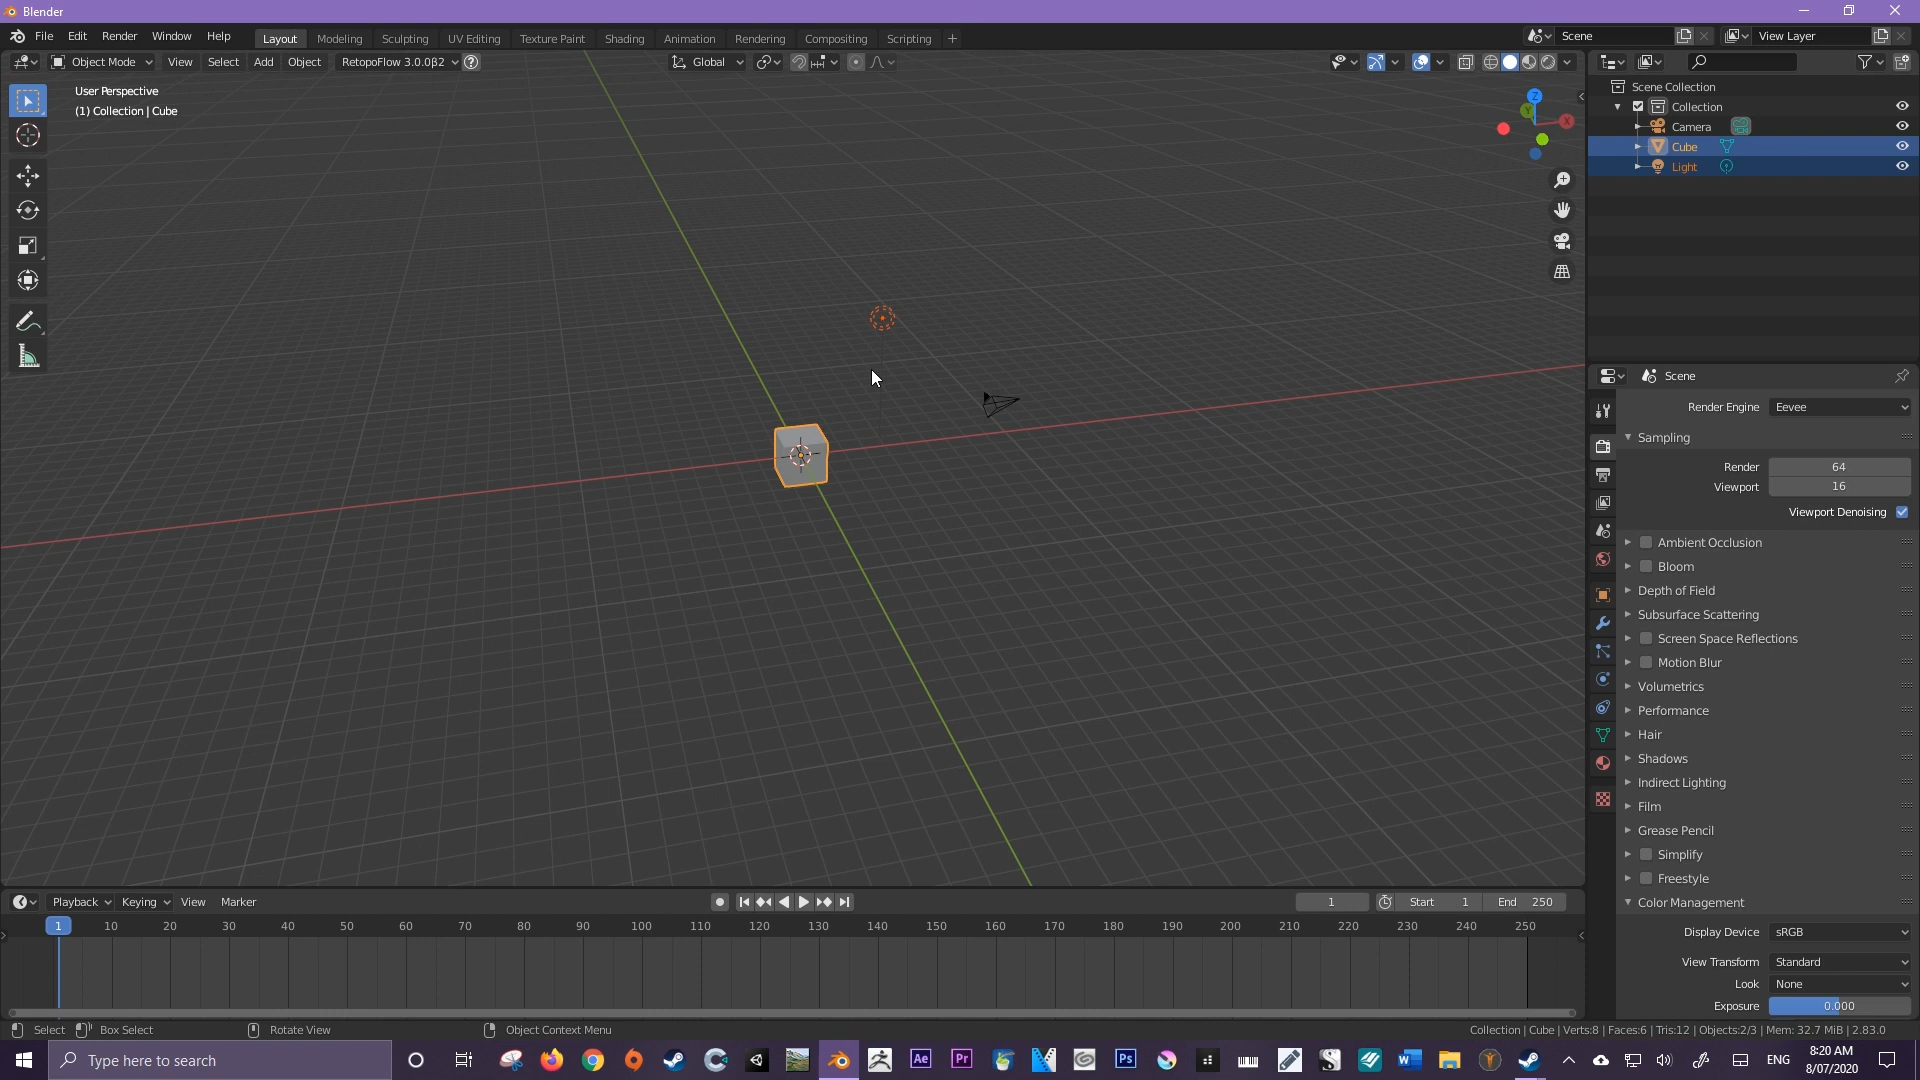 Blender
File Edit Render Window Help Layout Modeling Sculpting UV Editing Texture Paint Shading Animation Rendering Compositing Scripting + Scene View Layer
Object Mode View Select Add Object RetopoFlow 3.0.0β2 Global
User Perspective
(1) Collection | Cube
Z
Y
X
Scene Collection
Collection
Camera
Cube
Light
Scene
Render Engine Eevee
Sampling
Render 64
Viewport 16
Viewport Denoising
Ambient Occlusion
Bloom
Depth of Field
Subsurface Scattering
Screen Space Reflections
Motion Blur
Volumetrics
Performance
Hair
Shadows
Indirect Lighting
Film
Grease Pencil
Simplify
Freestyle
Color Management
Display Device sRGB
View Transform Standard
Look None
Exposure 0.000
Playback Keying View Marker 1 Start 1 End 250
1 10 20 30 40 50 60 70 80 90 100 110 120 130 140 150 160 170 180 190 200 210 220 230 240 250
Select Box Select Rotate View Object Context Menu Collection | Cube | Verts:8 | Faces:6 | Tris:12 | Objects:2/3 | Mem: 32.7 MiB | 2.83.0
Type here to search Ae Pr Ps ENG 8:20 AM
8/07/2020